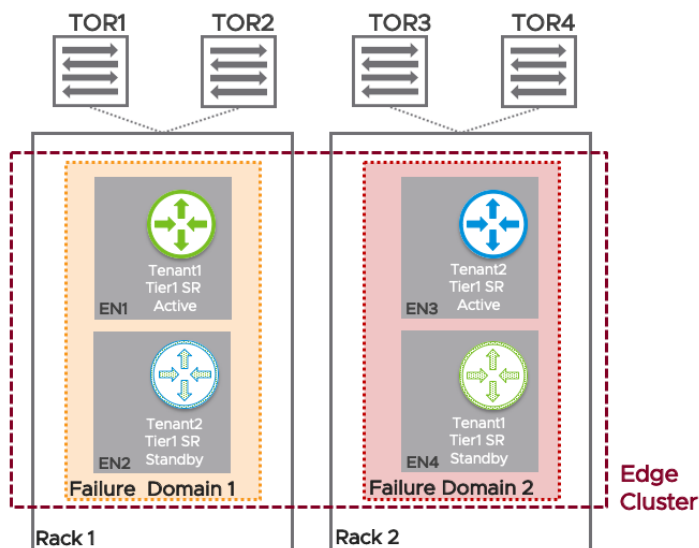 TOR1
TOR2
TOR3
TOR4
Tenant1
Tier1 SR
Active
EN1
Tenant2
Tier1 SR
Standby
EN2
Failure Domain 1
Rack 1
Tenant2
Tier1 SR
Active
EN3
Tenant1
Tier1 SR
Standby
EN4
Failure Domain 2
Rack 2
Edge
Cluster